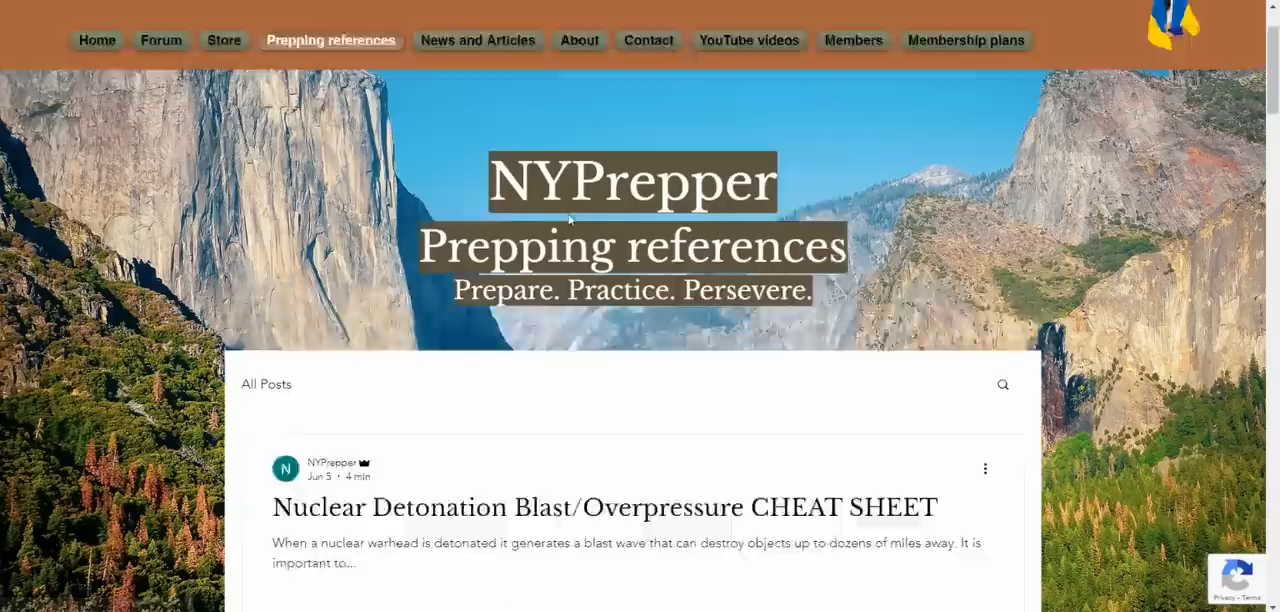 Home Forum Store Prepping references News and Articles About Contact YouTube videos Members Membership plans
NYPrepper
Prepping references
Prepare. Practice. Persevere.
All Posts
N
NYPrepper
Jun 5 · 4 min
Nuclear Detonation Blast/Overpressure CHEAT SHEET
When a nuclear warhead is detonated it generates a blast wave that can destroy objects up to dozens of miles away. It is
important to...
Privacy - Terms